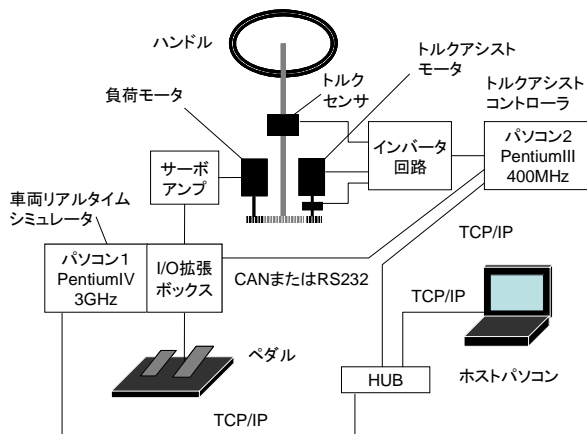 ハンドル
トルク
センサ
トルクアシスト
モータ
負荷モータ
トルクアシスト
コントローラ
サーボ
アンプ
インバータ
回路
パソコン2
PentiumIII
400MHz
車両リアルタイム
シミュレータ
パソコン1
PentiumIV
3GHz
I/O拡張
ボックス
CANまたはRS232
TCP/IP
TCP/IP
ペダル
HUB
ホストパソコン
TCP/IP